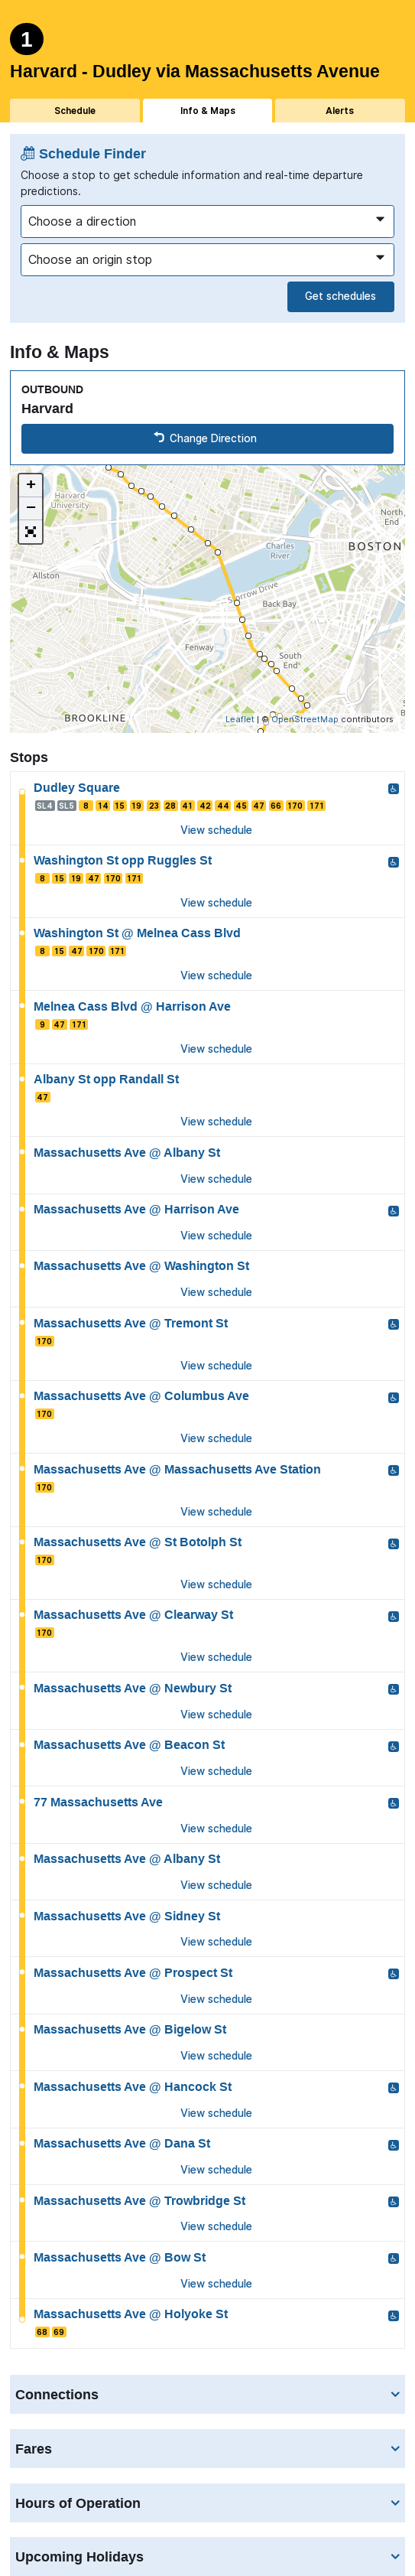 1
Harvard - Dudley via Massachusetts Avenue
Schedule
Info & Maps
Alerts
Schedule Finder
Choose a stop to get schedule information and real-time departure
predictions.
Choose a direction
Choose an origin stop
Get schedules
Info & Maps
OUTBOUND
Harvard
Change Direction
+
−
Harvard
University
North
End
Charles
River
BOSTON
Allston
Storrow Drive
Back Bay
Fenway
South
End
BROOKLINE
Leaflet | © OpenStreetMap contributors
Stops
Dudley Square
SL4 SL5 8 14 15 19 23 28 41 42 44 45 47 66 170 171
View schedule
Washington St opp Ruggles St
8 15 19 47 170 171
View schedule
Washington St @ Melnea Cass Blvd
8 15 47 170 171
View schedule
Melnea Cass Blvd @ Harrison Ave
9 47 171
View schedule
Albany St opp Randall St
47
View schedule
Massachusetts Ave @ Albany St
View schedule
Massachusetts Ave @ Harrison Ave
View schedule
Massachusetts Ave @ Washington St
View schedule
Massachusetts Ave @ Tremont St
170
View schedule
Massachusetts Ave @ Columbus Ave
170
View schedule
Massachusetts Ave @ Massachusetts Ave Station
170
View schedule
Massachusetts Ave @ St Botolph St
170
View schedule
Massachusetts Ave @ Clearway St
170
View schedule
Massachusetts Ave @ Newbury St
View schedule
Massachusetts Ave @ Beacon St
View schedule
77 Massachusetts Ave
View schedule
Massachusetts Ave @ Albany St
View schedule
Massachusetts Ave @ Sidney St
View schedule
Massachusetts Ave @ Prospect St
View schedule
Massachusetts Ave @ Bigelow St
View schedule
Massachusetts Ave @ Hancock St
View schedule
Massachusetts Ave @ Dana St
View schedule
Massachusetts Ave @ Trowbridge St
View schedule
Massachusetts Ave @ Bow St
View schedule
Massachusetts Ave @ Holyoke St
68 69
Connections
Fares
Hours of Operation
Upcoming Holidays